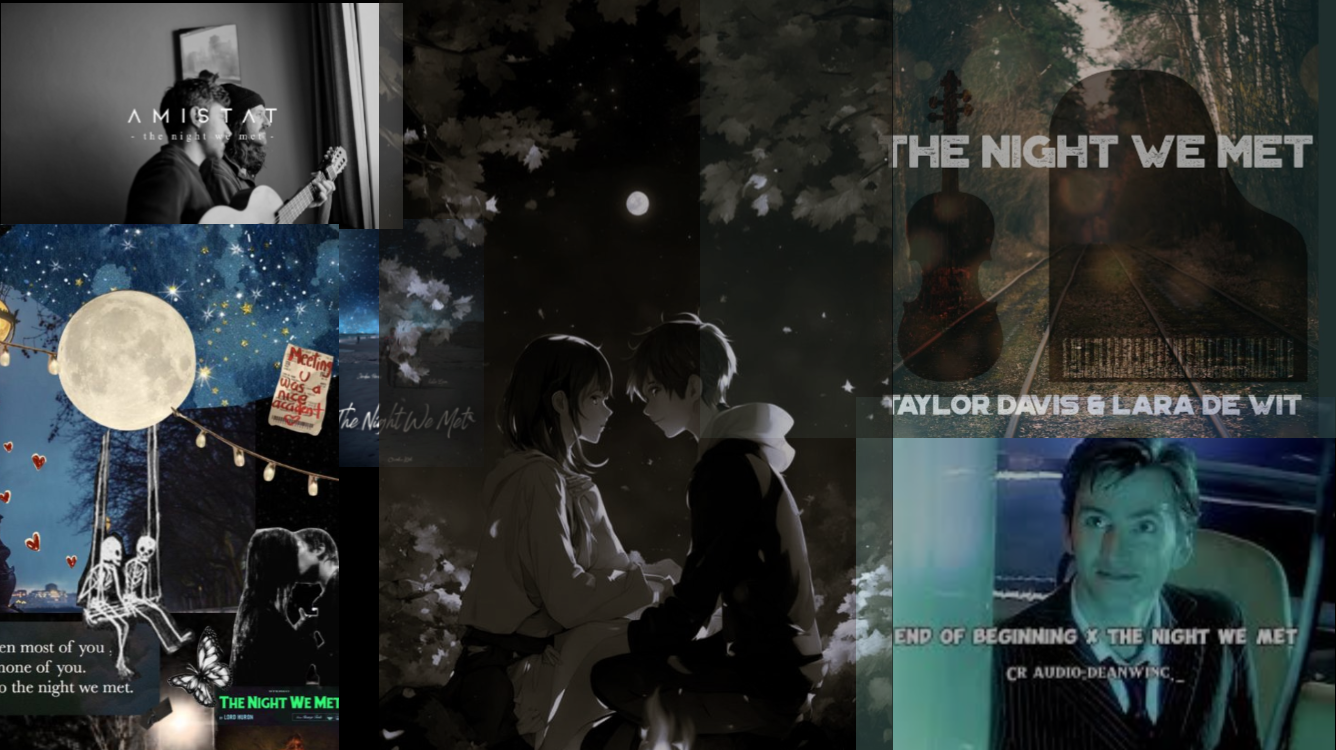 AMISTAT
- the night we met -
THE NIGHT WE MET
TAYLOR DAVIS & LARA DE WIT
Meeting
U
was a
nice
accident
The Night We Met
en most of you
none of you.
o the night we met.
THE NIGHT WE MET
LORD HURON
END OF BEGINNING X THE NIGHT WE MET
CR AUDIO-DEANWINC_